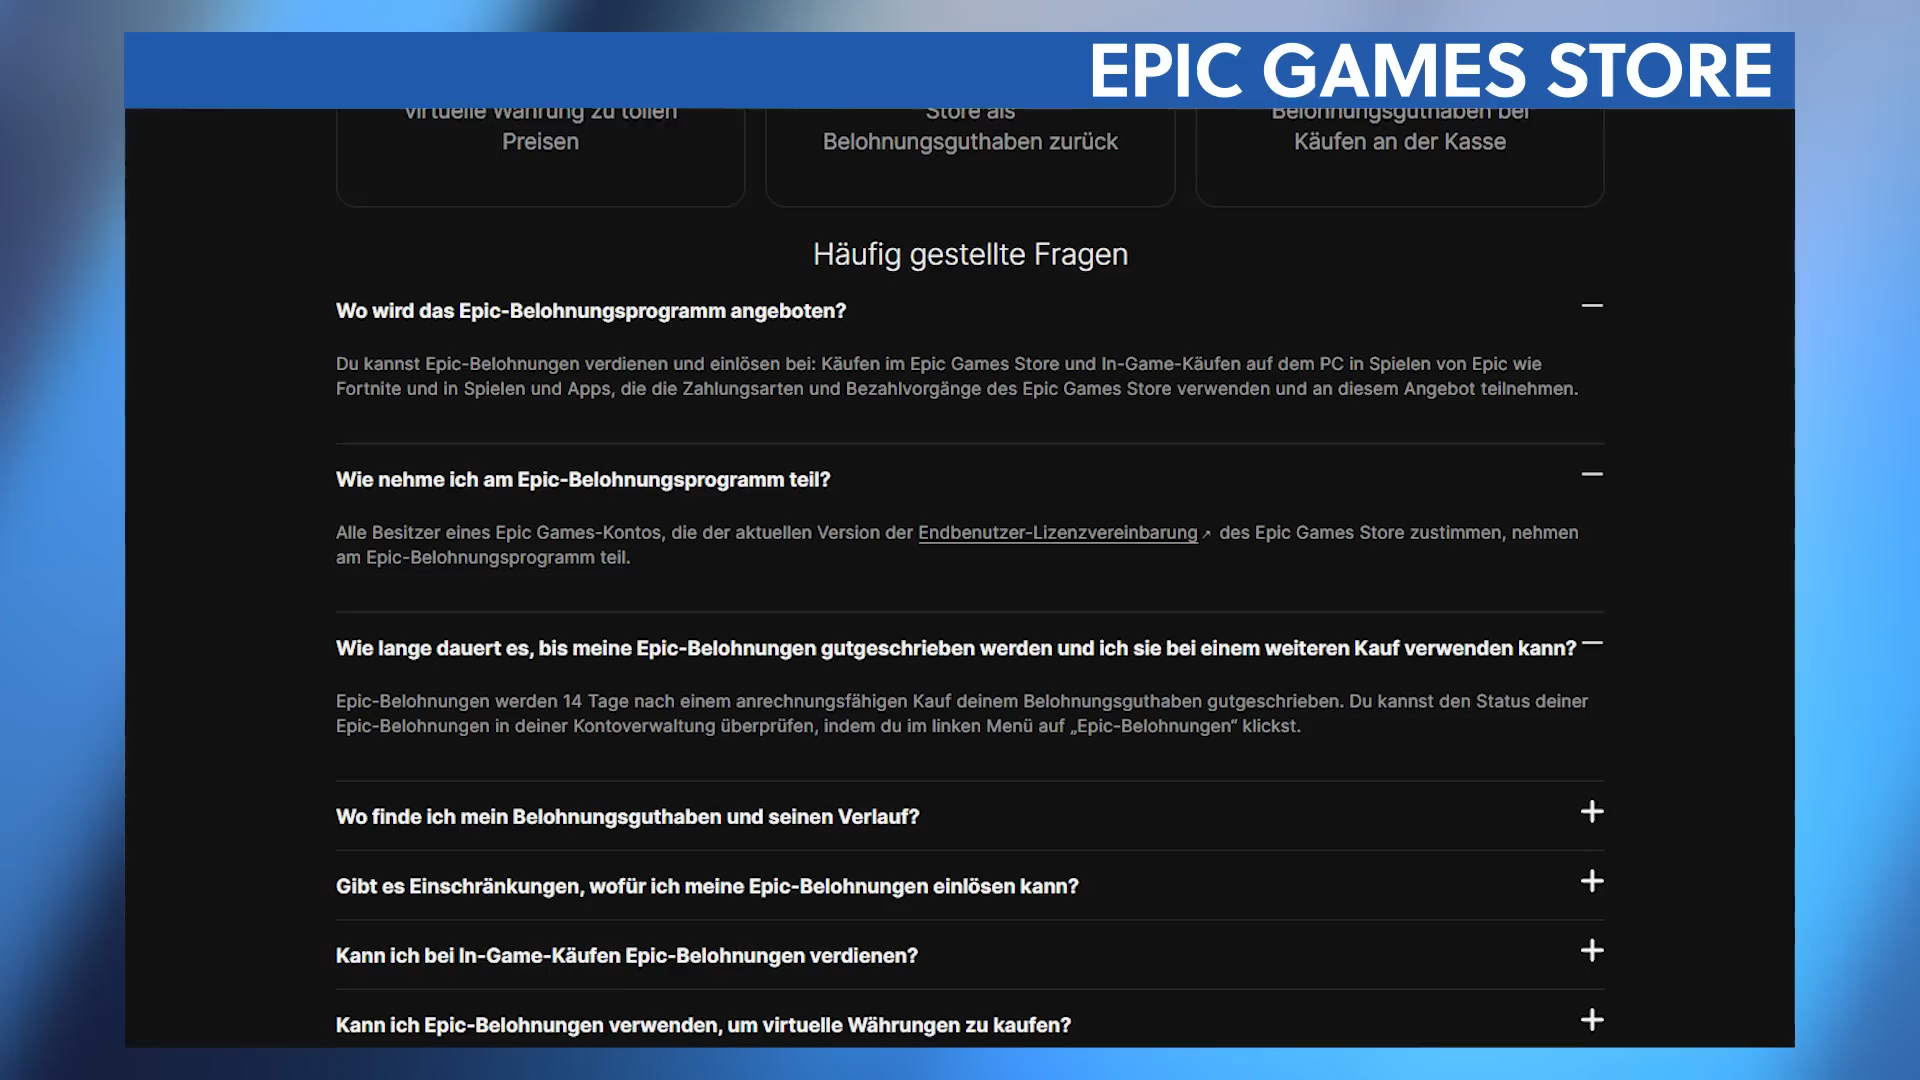 EPIC GAMES STORE
virtuelle Währung zu tollen
Preisen
Store als
Belohnungsguthaben zurück
Belohnungsguthaben bei
Käufen an der Kasse
Häufig gestellte Fragen
Wo wird das Epic-Belohnungsprogramm angeboten?
Du kannst Epic-Belohnungen verdienen und einlösen bei: Käufen im Epic Games Store und In-Game-Käufen auf dem PC in Spielen von Epic wie
Fortnite und in Spielen und Apps, die die Zahlungsarten und Bezahlvorgänge des Epic Games Store verwenden und an diesem Angebot teilnehmen.
Wie nehme ich am Epic-Belohnungsprogramm teil?
Alle Besitzer eines Epic Games-Kontos, die der aktuellen Version der Endbenutzer-Lizenzvereinbarung↗ des Epic Games Store zustimmen, nehmen
am Epic-Belohnungsprogramm teil.
Wie lange dauert es, bis meine Epic-Belohnungen gutgeschrieben werden und ich sie bei einem weiteren Kauf verwenden kann?
Epic-Belohnungen werden 14 Tage nach einem anrechnungsfähigen Kauf deinem Belohnungsguthaben gutgeschrieben. Du kannst den Status deiner
Epic-Belohnungen in deiner Kontoverwaltung überprüfen, indem du im linken Menü auf „Epic-Belohnungen“ klickst.
Wo finde ich mein Belohnungsguthaben und seinen Verlauf?
Gibt es Einschränkungen, wofür ich meine Epic-Belohnungen einlösen kann?
Kann ich bei In-Game-Käufen Epic-Belohnungen verdienen?
Kann ich Epic-Belohnungen verwenden, um virtuelle Währungen zu kaufen?